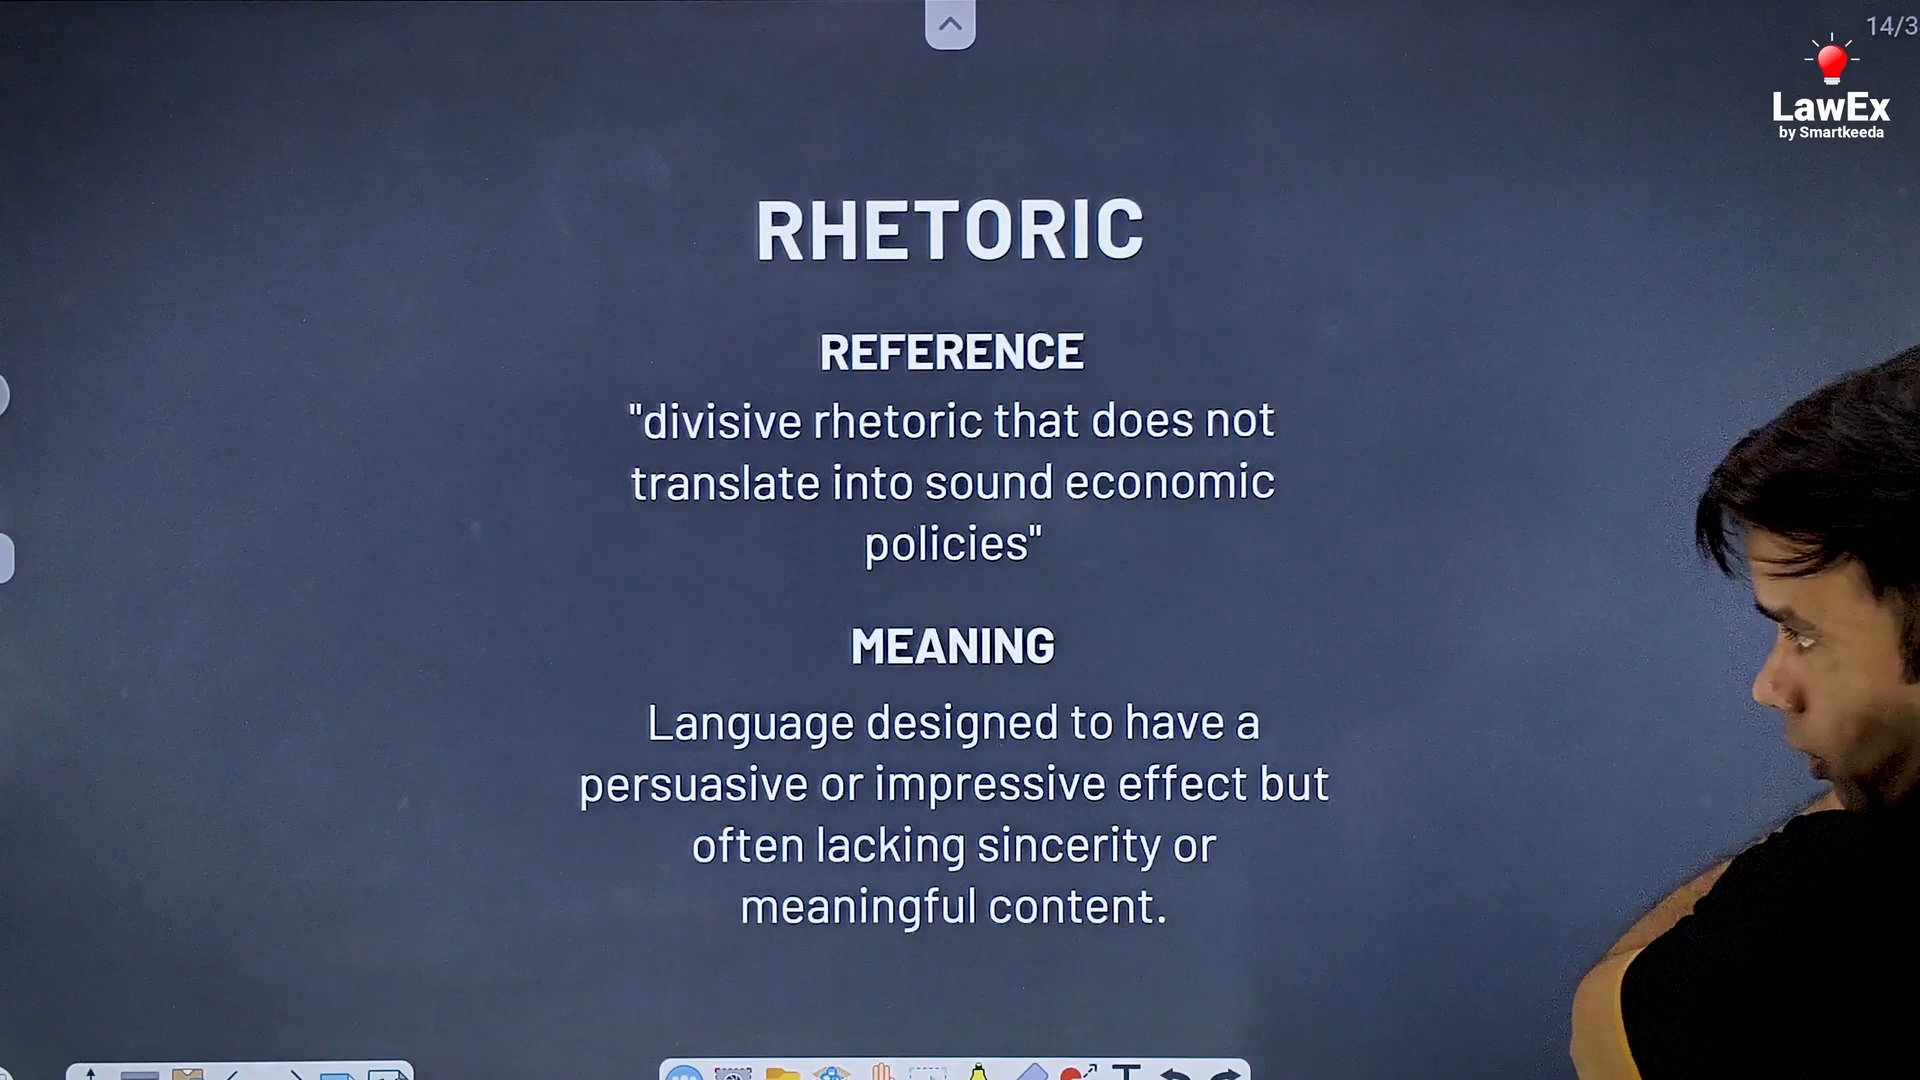 14/3
LawEx
by Smartkeeda
RHETORIC
REFERENCE
"divisive rhetoric that does not
translate into sound economic
policies"
MEANING
Language designed to have a
persuasive or impressive effect but
often lacking sincerity or
meaningful content.